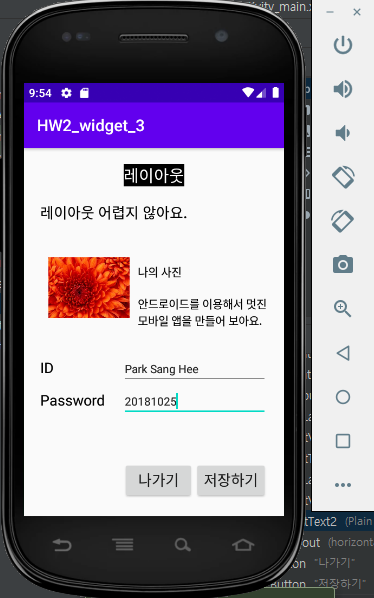 ivity_main.x
9:54
HW2_widget_3
레이아웃
레이아웃 어렵지 않아요.
나의 사진
안드로이드를 이용해서 멋진
모바일 앱을 만들어 보아요.
ID Park Sang Hee
Password 20181025
나가기 저장하기
tText2 (Plain
out (horizont
on "나가기"
Button "저장하기"